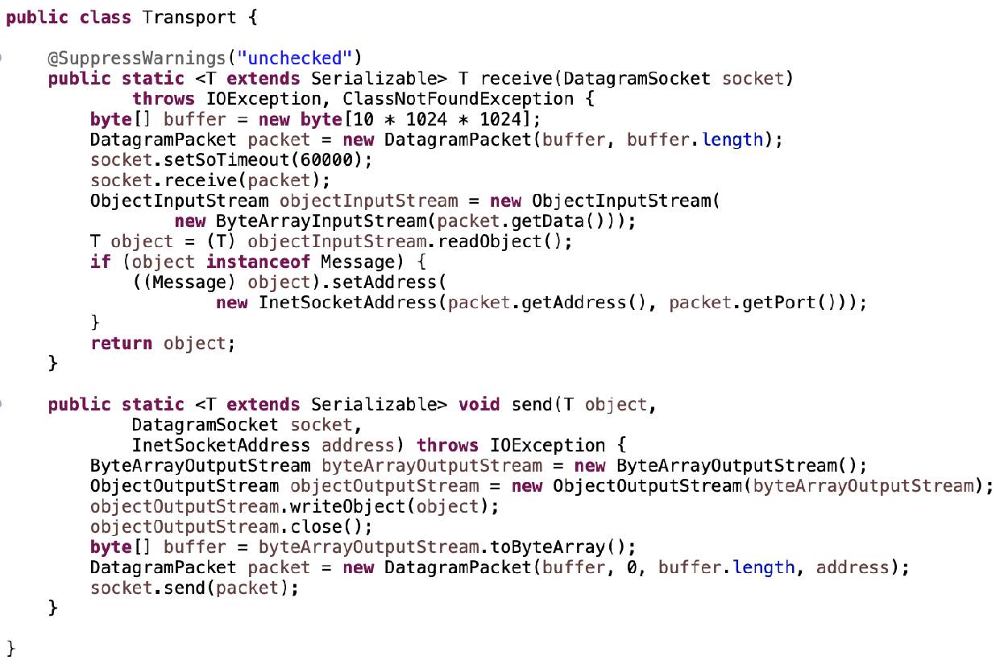 public class Transport {
@SuppressWarnings("unchecked")
public static <T extends Serializable> T receive(DatagramSocket socket)
throws IOException, ClassNotFoundException {
byte[] buffer = new byte[10 * 1024 * 1024];
DatagramPacket packet = new DatagramPacket(buffer, buffer.length);
socket.setSoTimeout(60000);
socket.receive(packet);
ObjectInputStream objectInputStream = new ObjectInputStream(
new ByteArrayInputStream(packet.getData()));
T object = (T) objectInputStream.readObject();
if (object instanceof Message) {
((Message) object).setAddress(
new InetSocketAddress(packet.getAddress(), packet.getPort()));
}
return object;
}
public static <T extends Serializable> void send(T object,
DatagramSocket socket,
InetSocketAddress address) throws IOException {
ByteArrayOutputStream byteArrayOutputStream = new ByteArrayOutputStream();
ObjectOutputStream objectOutputStream = new ObjectOutputStream(byteArrayOutputStream);
objectOutputStream.writeObject(object);
objectOutputStream.close();
byte[] buffer = byteArrayOutputStream.toByteArray();
DatagramPacket packet = new DatagramPacket(buffer, 0, buffer.length, address);
socket.send(packet);
}
}